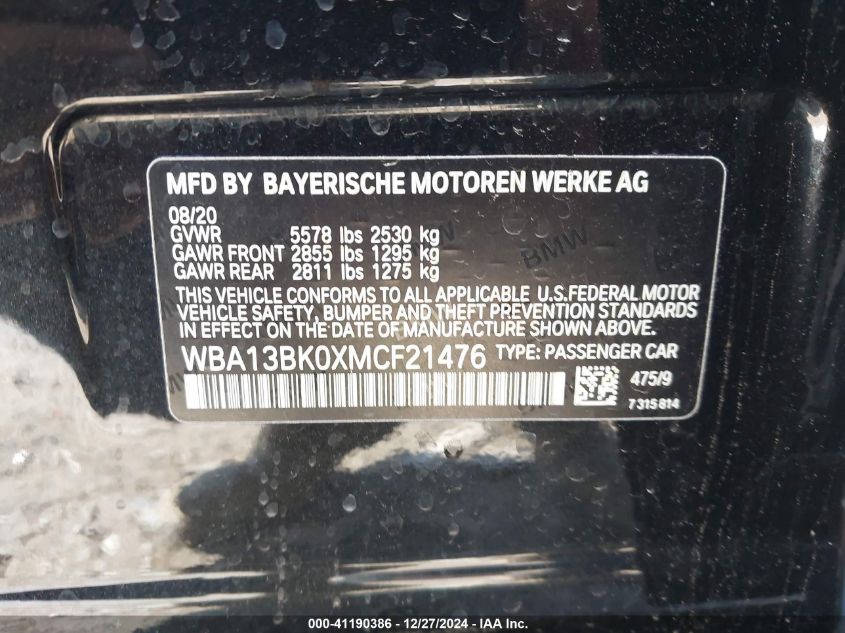 MFD BY BAYERISCHE MOTOREN WERKE AG
08/20
GVWR 5578 lbs 2530 kg
GAWR FRONT 2855 lbs 1295 kg
GAWR REAR 2811 lbs 1275 kg
BMW
THIS VEHICLE CONFORMS TO ALL APPLICABLE U.S.FEDERAL MOTOR
VEHICLE SAFETY, BUMPER AND THEFT PREVENTION STANDARDS
IN EFFECT ON THE DATE OF MANUFACTURE SHOWN ABOVE.
WBA13BK0XMCF21476 TYPE: PASSENGER CAR
475/9
7315814
000-41190386 - 12/27/2024 - IAA Inc.